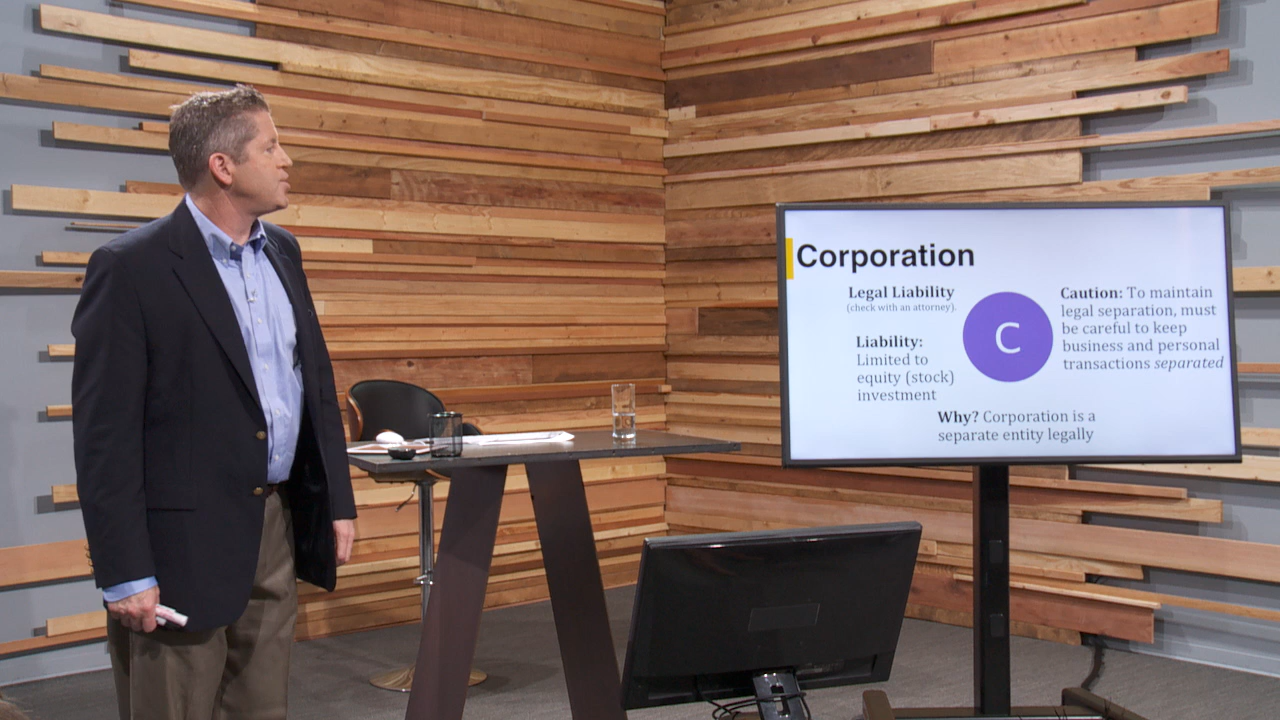 Corporation
Legal Liability
(check with an attorney).
Liability:
Limited to
equity (stock)
investment
C
Caution: To maintain
legal separation, must
be careful to keep
business and personal
transactions separated
Why? Corporation is a
separate entity legally